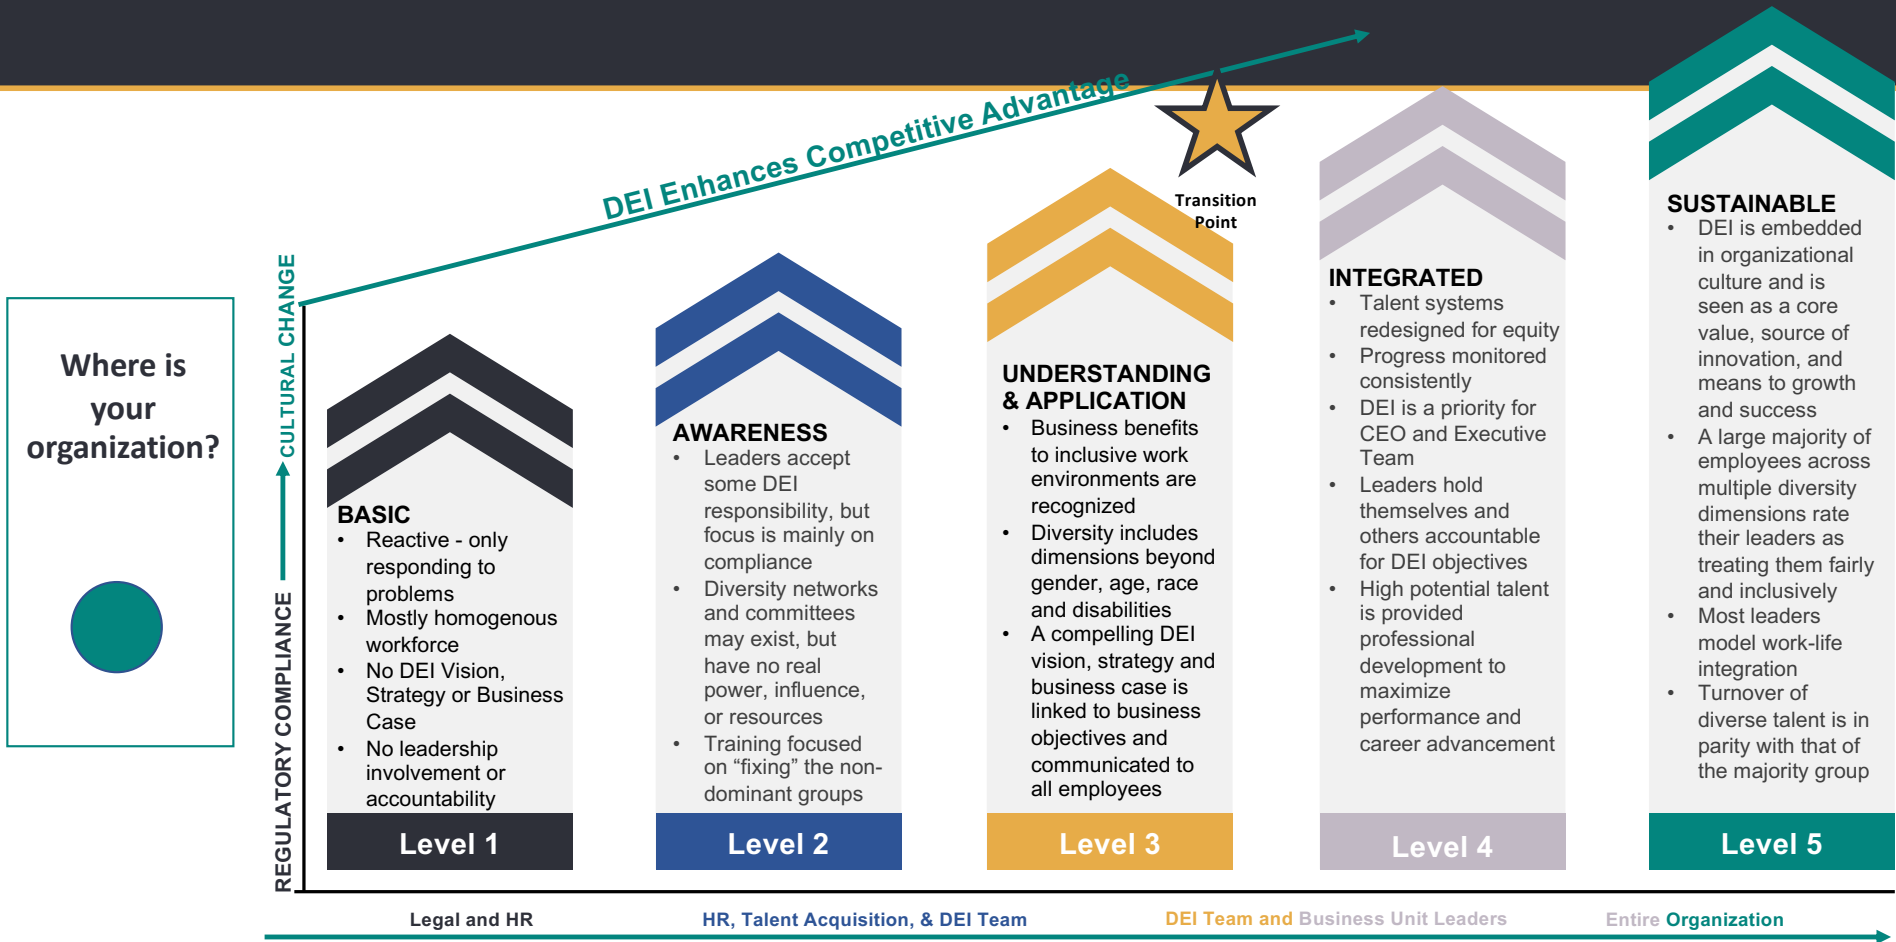 DEI Enhances Competitive Advantage
Transition
Point
Where is
your
organization?
CULTURAL CHANGE
REGULATORY COMPLIANCE
BASIC
• Reactive - only
responding to
problems
• Mostly homogenous
workforce
• No DEI Vision,
Strategy or Business
Case
• No leadership
involvement or
accountability
Level 1
AWARENESS
• Leaders accept
some DEI
responsibility, but
focus is mainly on
compliance
• Diversity networks
and committees
may exist, but
have no real
power, influence,
or resources
• Training focused
on “fixing” the non-
dominant groups
Level 2
UNDERSTANDING
& APPLICATION
• Business benefits
to inclusive work
environments are
recognized
• Diversity includes
dimensions beyond
gender, age, race
and disabilities
• A compelling DEI
vision, strategy and
business case is
linked to business
objectives and
communicated to
all employees
Level 3
INTEGRATED
• Talent systems
redesigned for equity
• Progress monitored
consistently
• DEI is a priority for
CEO and Executive
Team
• Leaders hold
themselves and
others accountable
for DEI objectives
• High potential talent
is provided
professional
development to
maximize
performance and
career advancement
Level 4
SUSTAINABLE
• DEI is embedded
in organizational
culture and is
seen as a core
value, source of
innovation, and
means to growth
and success
• A large majority of
employees across
multiple diversity
dimensions rate
their leaders as
treating them fairly
and inclusively
• Most leaders
model work-life
integration
• Turnover of
diverse talent is in
parity with that of
the majority group
Level 5
Legal and HR
HR, Talent Acquisition, & DEI Team
DEI Team and Business Unit Leaders
Entire Organization